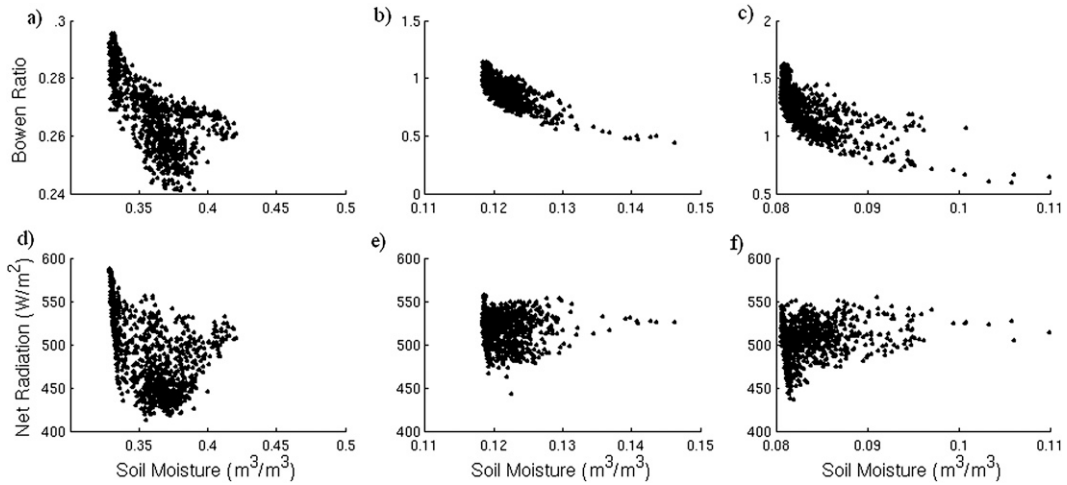 a) b) c)
.3 1.5 2
0.28 1 1.5
0.26 0.5 1
0.24 0 0.5
Bowen Ratio
0.35 0.4 0.45 0.5 0.11 0.12 0.13 0.14 0.15 0.08 0.09 0.1 0.11
d) e) f)
600 600 600
550 550 550
500 500 500
450 450 450
400 400 400
Net Radiation (W/m²)
0.35 0.4 0.45 0.5 0.11 0.12 0.13 0.14 0.15 0.08 0.09 0.1 0.11
Soil Moisture (m³/m³) Soil Moisture (m³/m³) Soil Moisture (m³/m³)